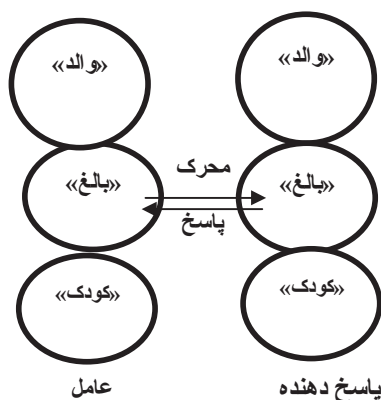 «والد» «والد»
محرک
«بالغ» «بالغ»
پاسخ
«کودک» «کودک»
پاسخ دهنده عامل